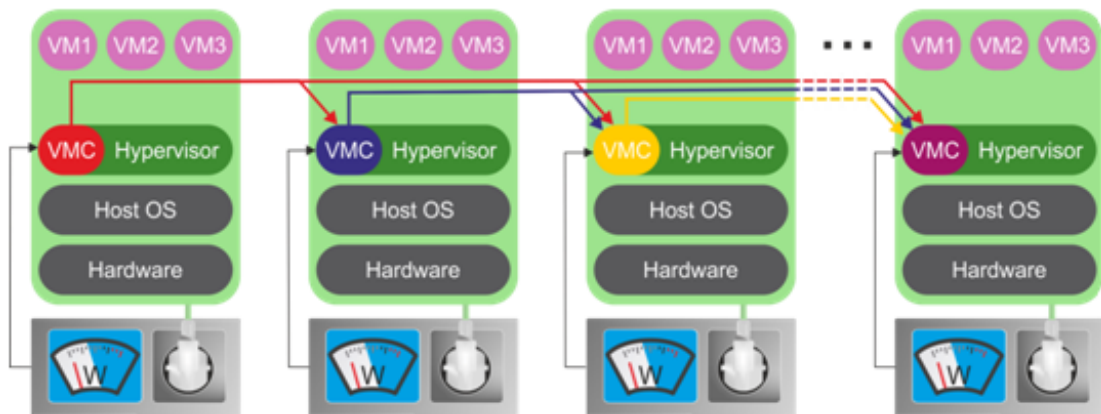 VM1 VM2 VM3 VM1 VM2 VM3 VM1 VM2 VM3 VM1 VM2 VM3
VMC Hypervisor VMC Hypervisor VMC Hypervisor VMC Hypervisor
Host OS Host OS Host OS Host OS
Hardware Hardware Hardware Hardware
W W W W